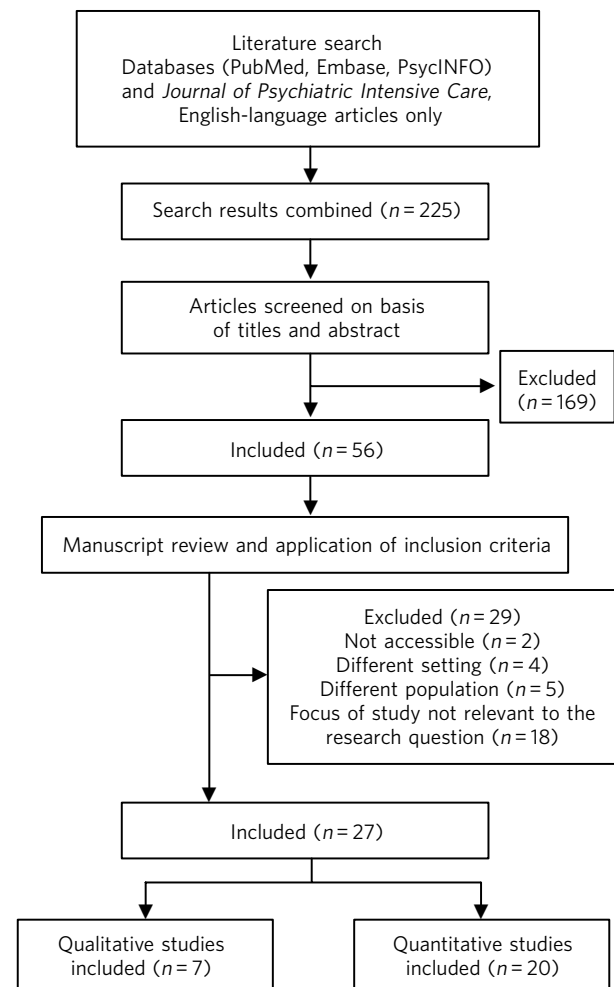 Literature search
Databases (PubMed, Embase, PsycINFO)
and Journal of Psychiatric Intensive Care,
English-language articles only
Search results combined (n = 225)
Articles screened on basis
of titles and abstract
Excluded
(n = 169)
Included (n = 56)
Manuscript review and application of inclusion criteria
Excluded (n = 29)
Not accessible (n = 2)
Different setting (n = 4)
Different population (n = 5)
Focus of study not relevant to the
research question (n = 18)
Included (n = 27)
Qualitative studies
included (n = 7)
Quantitative studies
included (n = 20)